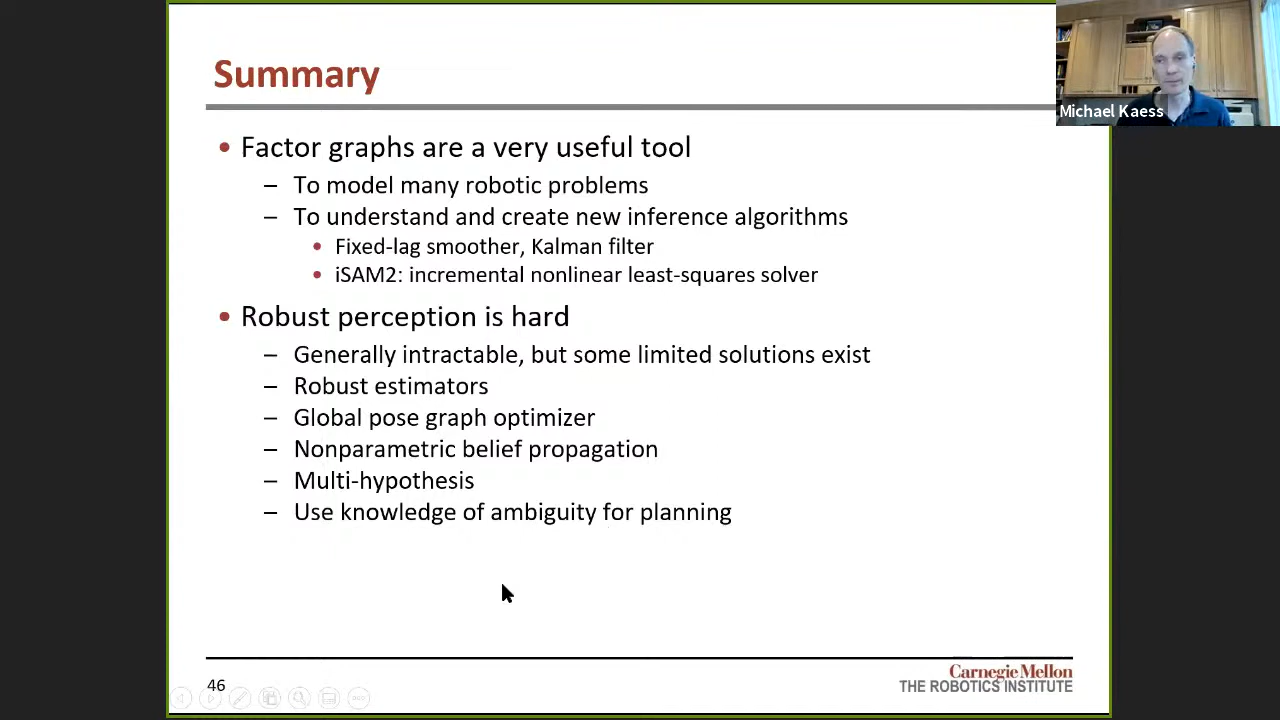 Summary
Michael Kaess
• Factor graphs are a very useful tool
– To model many robotic problems
– To understand and create new inference algorithms
• Fixed-lag smoother, Kalman filter
• iSAM2: incremental nonlinear least-squares solver
• Robust perception is hard
– Generally intractable, but some limited solutions exist
– Robust estimators
– Global pose graph optimizer
– Nonparametric belief propagation
– Multi-hypothesis
– Use knowledge of ambiguity for planning
46
Carnegie Mellon
THE ROBOTICS INSTITUTE